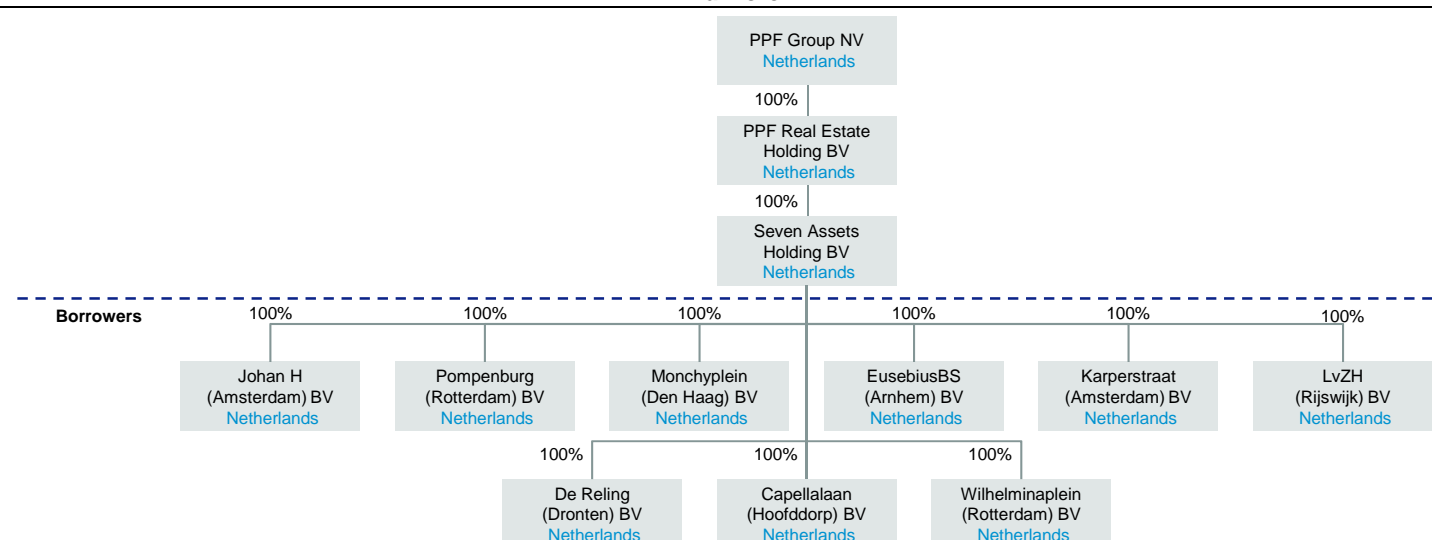 PPF Group NV
Netherlands
100%
PPF Real Estate
Holding BV
Netherlands
100%
Seven Assets
Holding BV
Netherlands
Borrowers
100%
100%
100%
100%
100%
100%
Johan H
(Amsterdam) BV
Netherlands
Pompenburg
(Rotterdam) BV
Netherlands
Monchyplein
(Den Haag) BV
Netherlands
EusebiusBS
(Arnhem) BV
Netherlands
Karperstraat
(Amsterdam) BV
Netherlands
LvZH
(Rijswijk) BV
Netherlands
100%
100%
100%
De Reling
(Dronten) BV
Netherlands
Capellalaan
(Hoofddorp) BV
Netherlands
Wilhelminaplein
(Rotterdam) BV
Netherlands